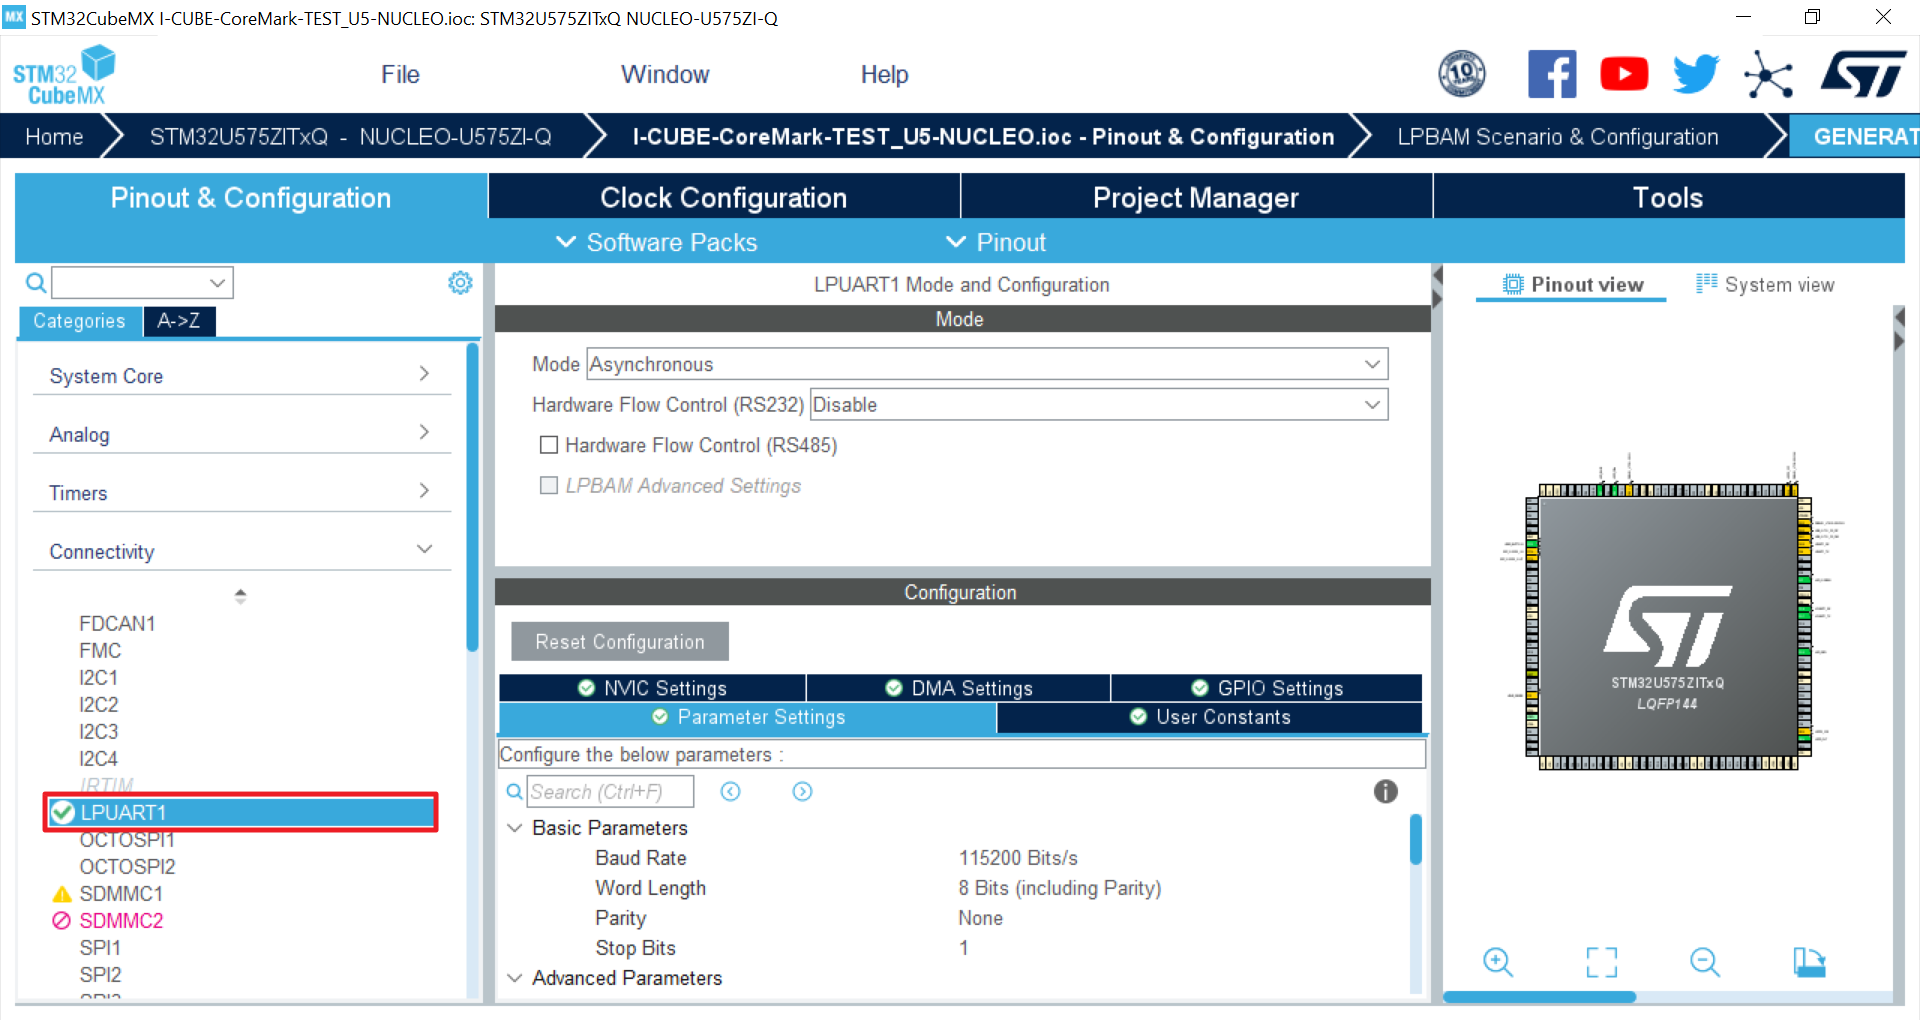 MX STM32CubeMX I-CUBE-CoreMark-TEST_U5-NUCLEO.ioc: STM32U575ZITxQ NUCLEO-U575ZI-Q
STM32
CubeMX
File
Window
Help
10
YEARS
Home
STM32U575ZITxQ - NUCLEO-U575ZI-Q
I-CUBE-CoreMark-TEST_U5-NUCLEO.ioc - Pinout & Configuration
LPBAM Scenario & Configuration
GENERAT
Pinout & Configuration
Clock Configuration
Project Manager
Tools
Software Packs
Pinout
Categories
A->Z
System Core
Analog
Timers
Connectivity
FDCAN1
FMC
I2C1
I2C2
I2C3
I2C4
IRTIM
LPUART1
OCTOSPI1
OCTOSPI2
SDMMC1
SDMMC2
SPI1
SPI2
SPI3
LPUART1 Mode and Configuration
Mode
Mode Asynchronous
Hardware Flow Control (RS232) Disable
Hardware Flow Control (RS485)
LPBAM Advanced Settings
Configuration
Reset Configuration
NVIC Settings
DMA Settings
GPIO Settings
Parameter Settings
User Constants
Configure the below parameters :
Search (Ctrl+F)
Basic Parameters
Baud Rate 115200 Bits/s
Word Length 8 Bits (including Parity)
Parity None
Stop Bits 1
Advanced Parameters
Pinout view
System view
STM32U575ZITxQ
LQFP144